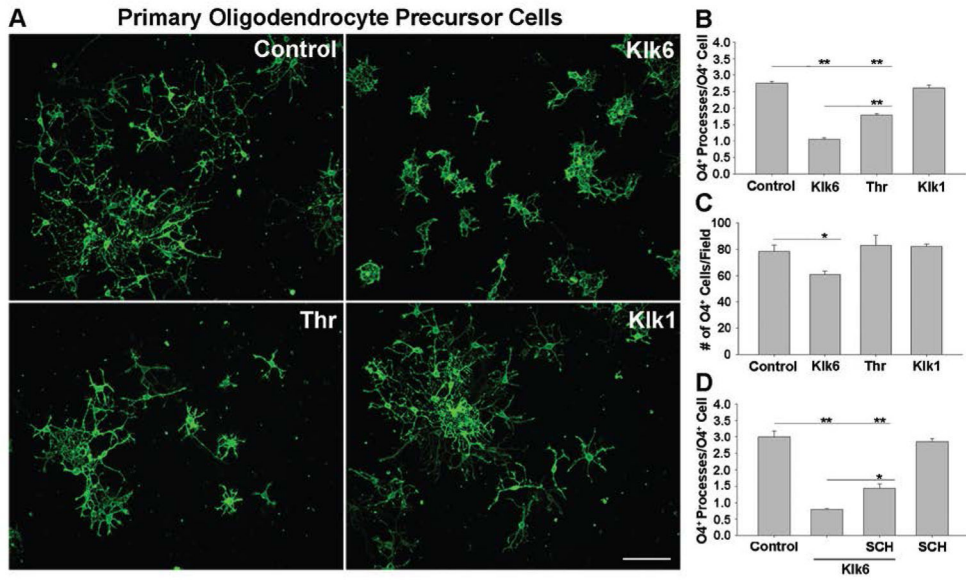 A Primary Oligodendrocyte Precursor Cells
Control
Klk6
Thr
Klk1
B
O4⁺ Processes/O4⁺ Cell
4.0
3.5
3.0
2.5
2.0
1.5
1.0
0.5
0.0
** **
**
Control Klk6 Thr Klk1
C
# of O4⁺ Cells/Field
100
80
60
40
20
0
*
Control Klk6 Thr Klk1
D
O4⁺ Processes/O4⁺ Cell
4.0
3.5
3.0
2.5
2.0
1.5
1.0
0.5
0.0
** **
*
Control SCH SCH
Klk6